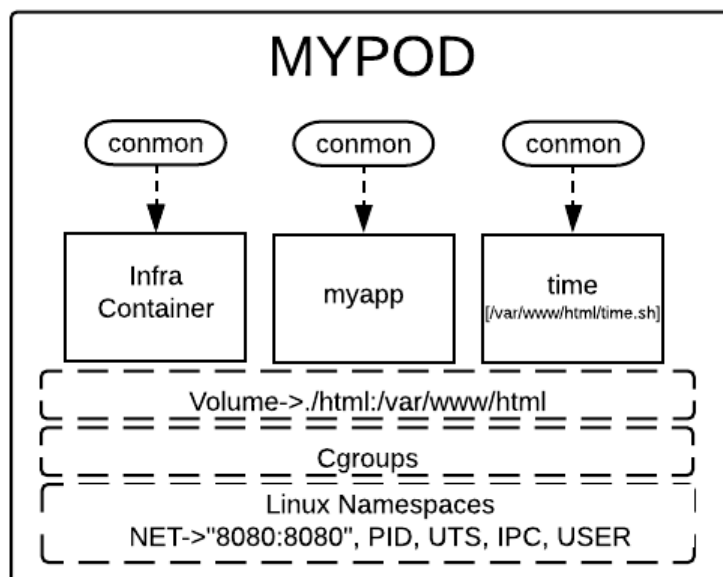 MYPOD
conmon
conmon
conmon
Infra
Container
myapp
time
[/var/www/html/time.sh]
Volume->./html:/var/www/html
Cgroups
Linux Namespaces
NET->"8080:8080", PID, UTS, IPC, USER